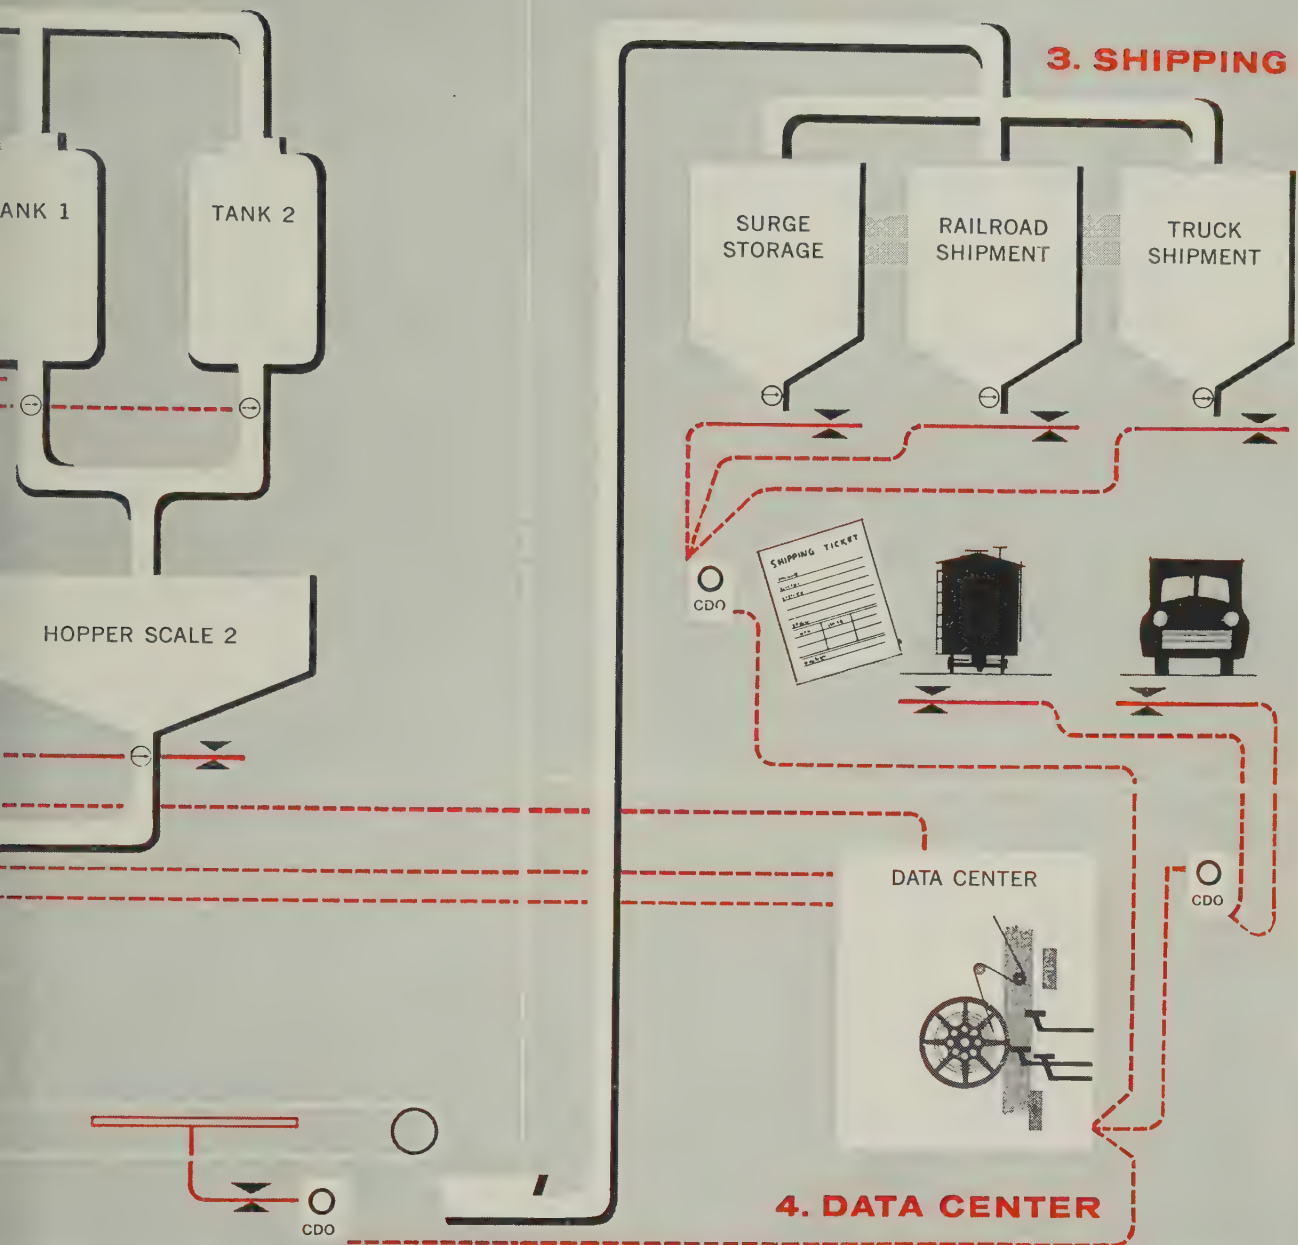 3. SHIPPING
ANK 1
TANK 2
SURGE
STORAGE
RAILROAD
SHIPMENT
TRUCK
SHIPMENT
SHIPPING TICKET
CDO
HOPPER SCALE 2
DATA CENTER
CDO
CDO
4. DATA CENTER